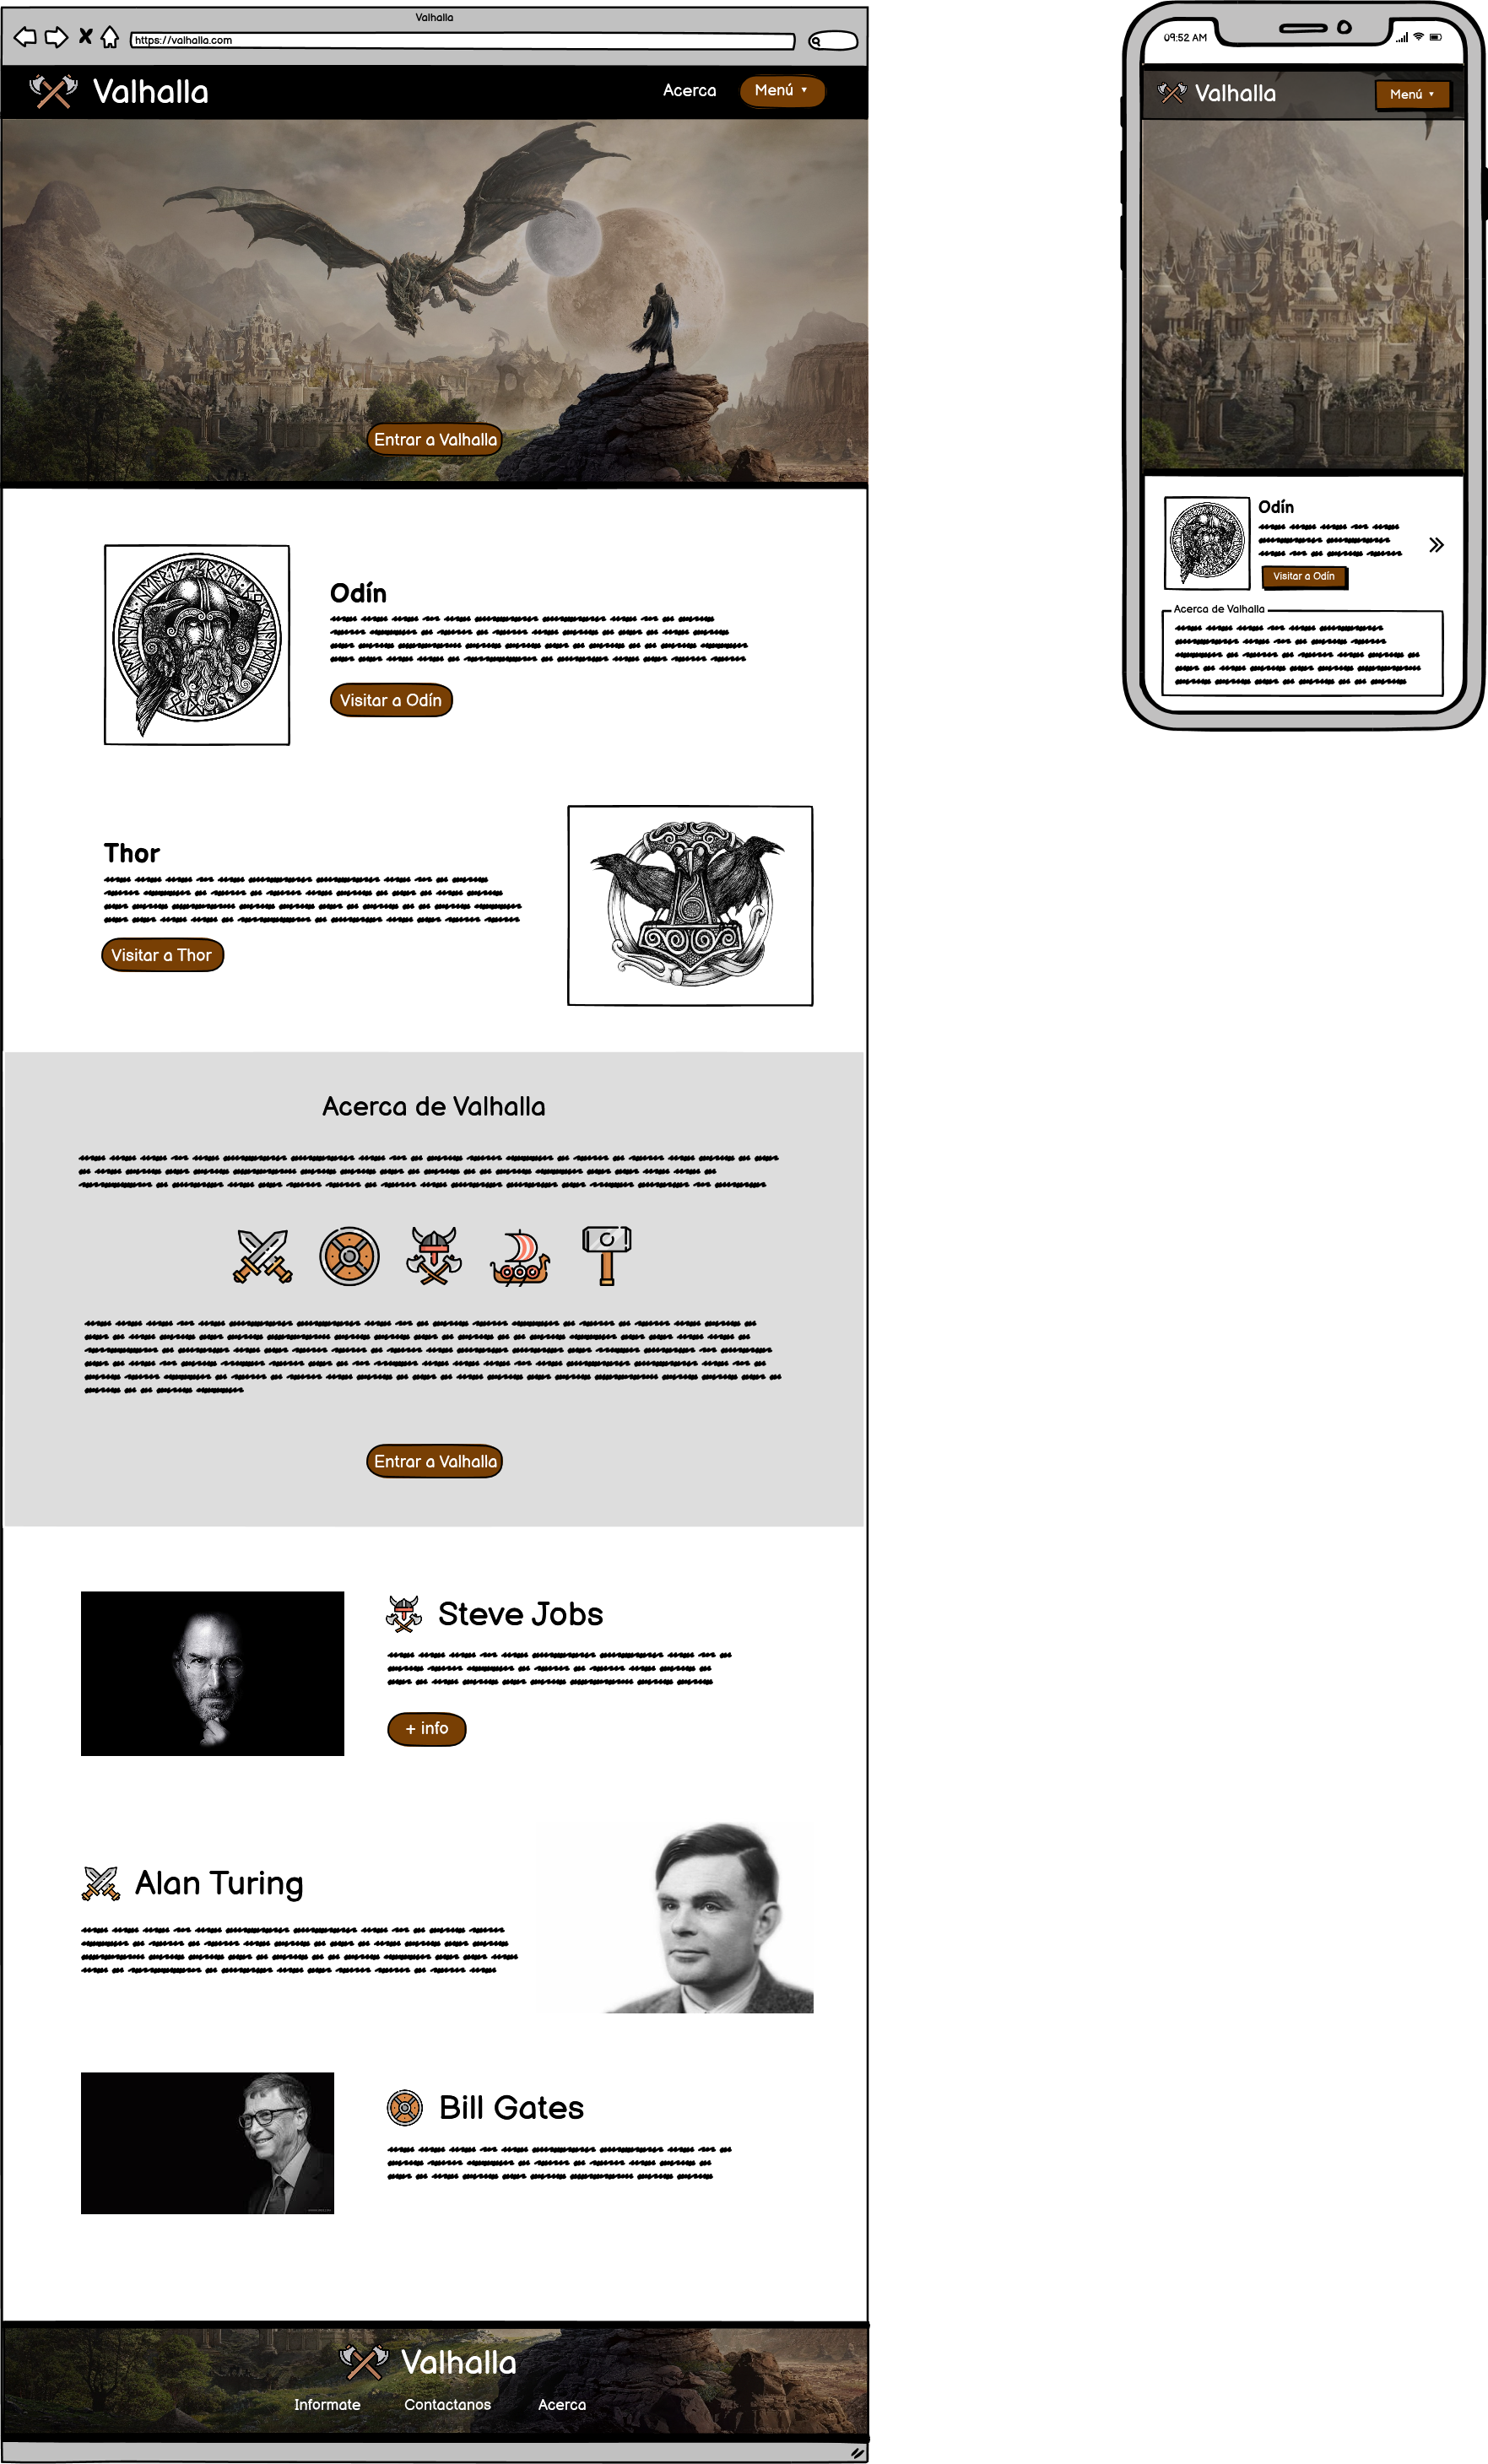 Valhalla
https://valhalla.com
Valhalla
Acerca
Menú ▾
Entrar a Valhalla
Odín
Visitar a Odín
Thor
Visitar a Thor
Acerca de Valhalla
Entrar a Valhalla
Steve Jobs
+ info
Alan Turing
Bill Gates
Valhalla
Informate
Contactanos
Acerca
09:52 AM
Valhalla
Menú ▾
Odín
Visitar a Odín
Acerca de Valhalla